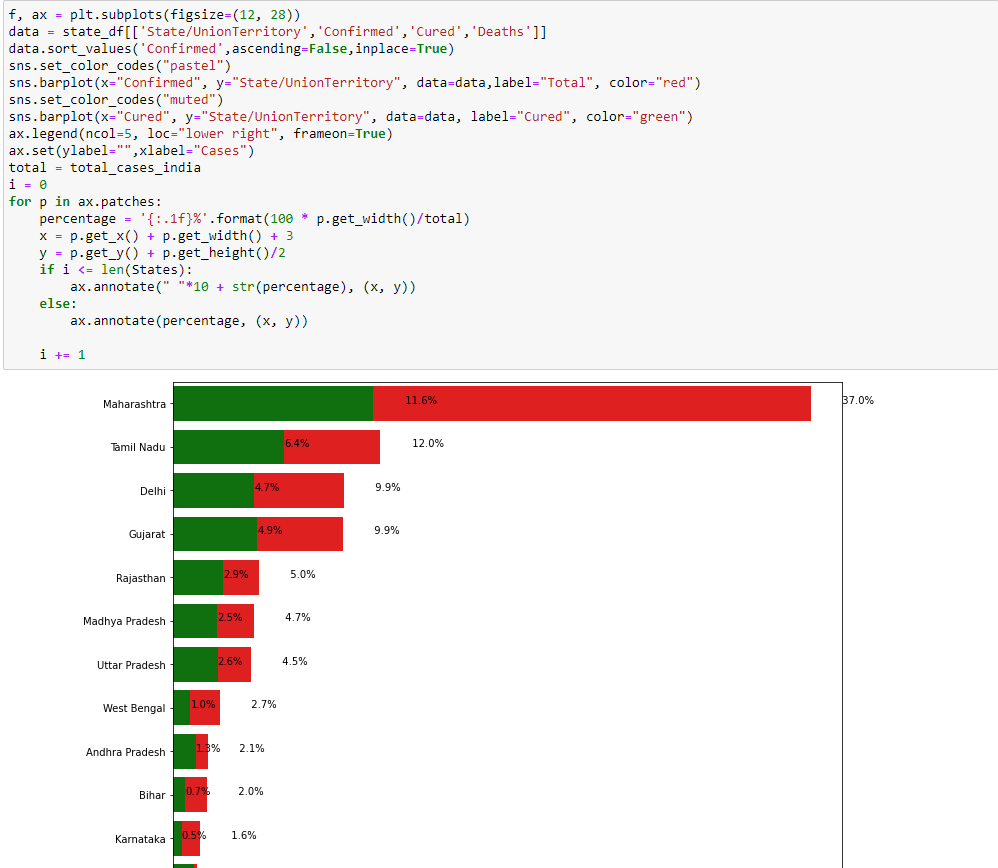 f, ax = plt.subplots(figsize=(12, 28))
data = state_df[['State/UnionTerritory','Confirmed','Cured','Deaths']]
data.sort_values('Confirmed',ascending=False,inplace=True)
sns.set_color_codes("pastel")
sns.barplot(x="Confirmed", y="State/UnionTerritory", data=data,label="Total", color="red")
sns.set_color_codes("muted")
sns.barplot(x="Cured", y="State/UnionTerritory", data=data, label="Cured", color="green")
ax.legend(ncol=5, loc="lower right", frameon=True)
ax.set(ylabel="",xlabel="Cases")
total = total_cases_india
i = 0
for p in ax.patches:
    percentage = '{:.1f}%'.format(100 * p.get_width()/total)
    x = p.get_x() + p.get_width() + 3
    y = p.get_y() + p.get_height()/2
    if i <= len(States):
        ax.annotate(" "*10 + str(percentage), (x, y))
    else:
        ax.annotate(percentage, (x, y))
    i += 1
Maharashtra 11.6% 37.0%
Tamil Nadu 6.4% 12.0%
Delhi 4.7% 9.9%
Gujarat 4.9% 9.9%
Rajasthan 2.9% 5.0%
Madhya Pradesh 2.5% 4.7%
Uttar Pradesh 2.6% 4.5%
West Bengal 1.0% 2.7%
Andhra Pradesh 1.3% 2.1%
Bihar 0.7% 2.0%
Karnataka 0.5% 1.6%